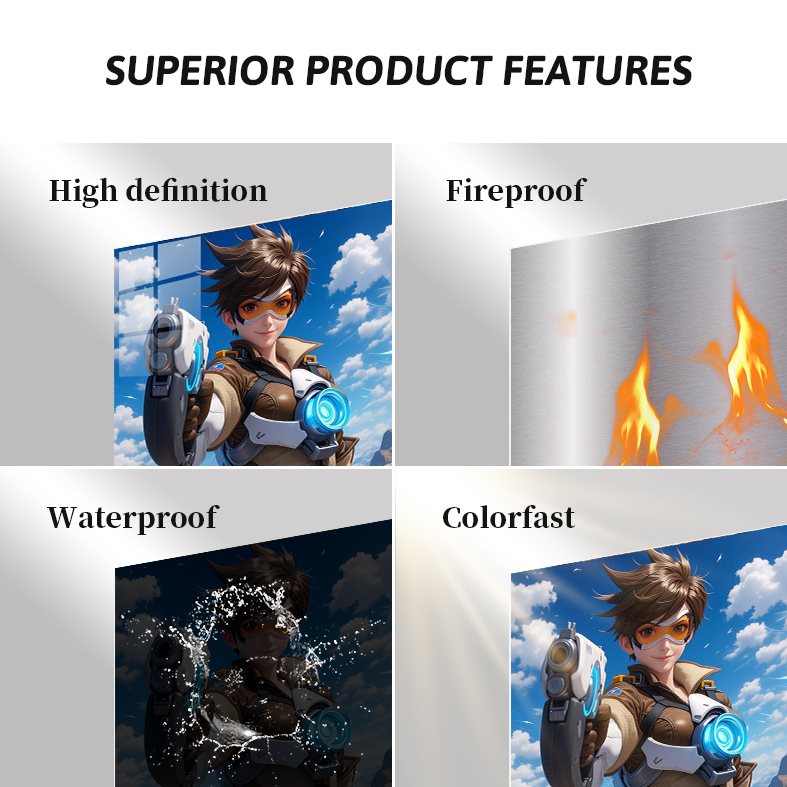 SUPERIOR PRODUCT FEATURES
High definition
Fireproof
Waterproof
Colorfast